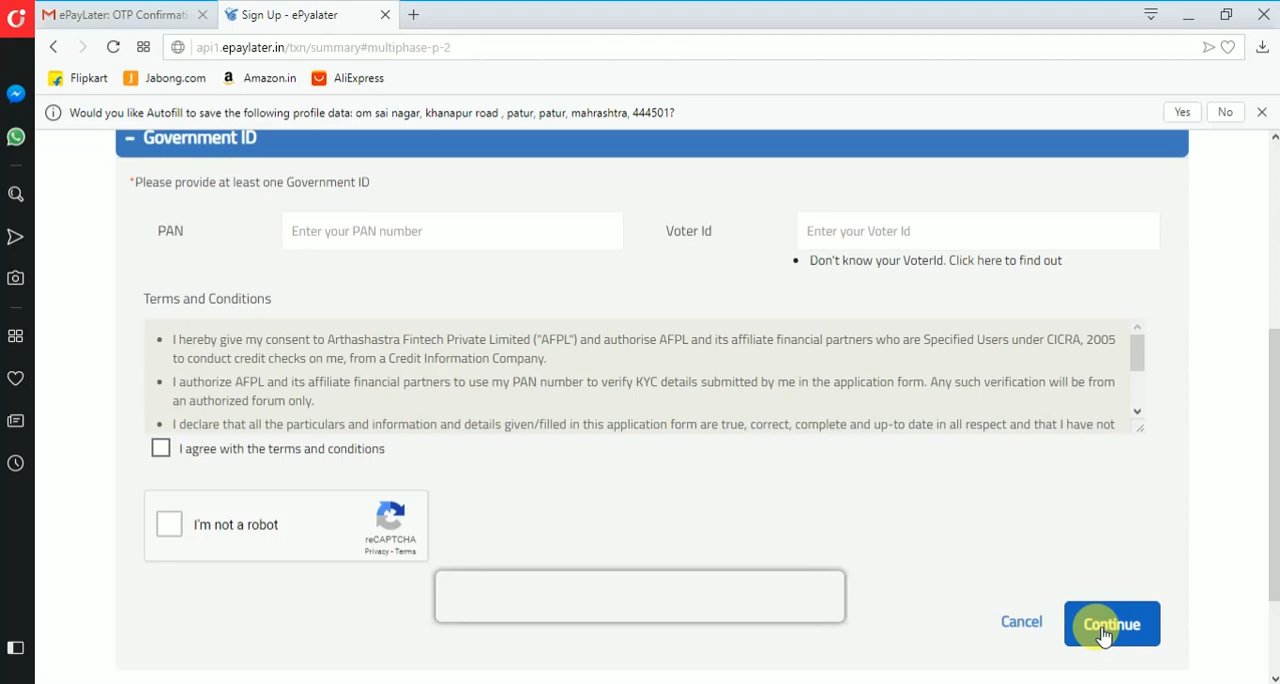 ePayLater: OTP Confirmati
Sign Up - ePyalater
api1.epaylater.in/txn/summary#multiphase-p-2
Flipkart
Jabong.com
Amazon.in
AliExpress
Would you like Autofill to save the following profile data: om sai nagar, khanapur road , patur, patur, mahrashtra, 444501?
Yes
No
Government ID
*Please provide at least one Government ID
PAN
Enter your PAN number
Voter Id
Enter your Voter Id
Don't know your VoterId. Click here to find out
Terms and Conditions
I hereby give my consent to Arthashastra Fintech Private Limited ("AFPL") and authorise AFPL and its affiliate financial partners who are Specified Users under CICRA, 2005
to conduct credit checks on me, from a Credit Information Company.
I authorize AFPL and its affiliate financial partners to use my PAN number to verify KYC details submitted by me in the application form. Any such verification will be from
an authorized forum only.
I declare that all the particulars and information and details given/filled in this application form are true, correct, complete and up-to date in all respect and that I have not
I agree with the terms and conditions
I'm not a robot
reCAPTCHA
Privacy - Terms
Cancel
Continue